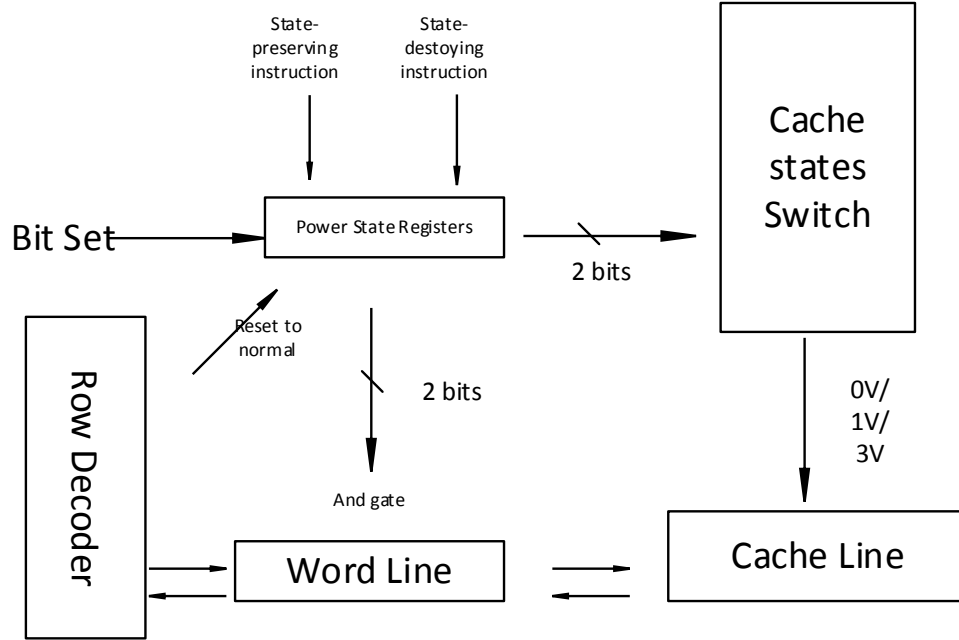 State-
preserving
instruction
State-
destoying
instruction
Cache
states
Switch
Power State Registers
Bit Set
2 bits
Reset to
normal
2 bits
0V/
1V/
3V
Row Decoder
And gate
Word Line
Cache Line